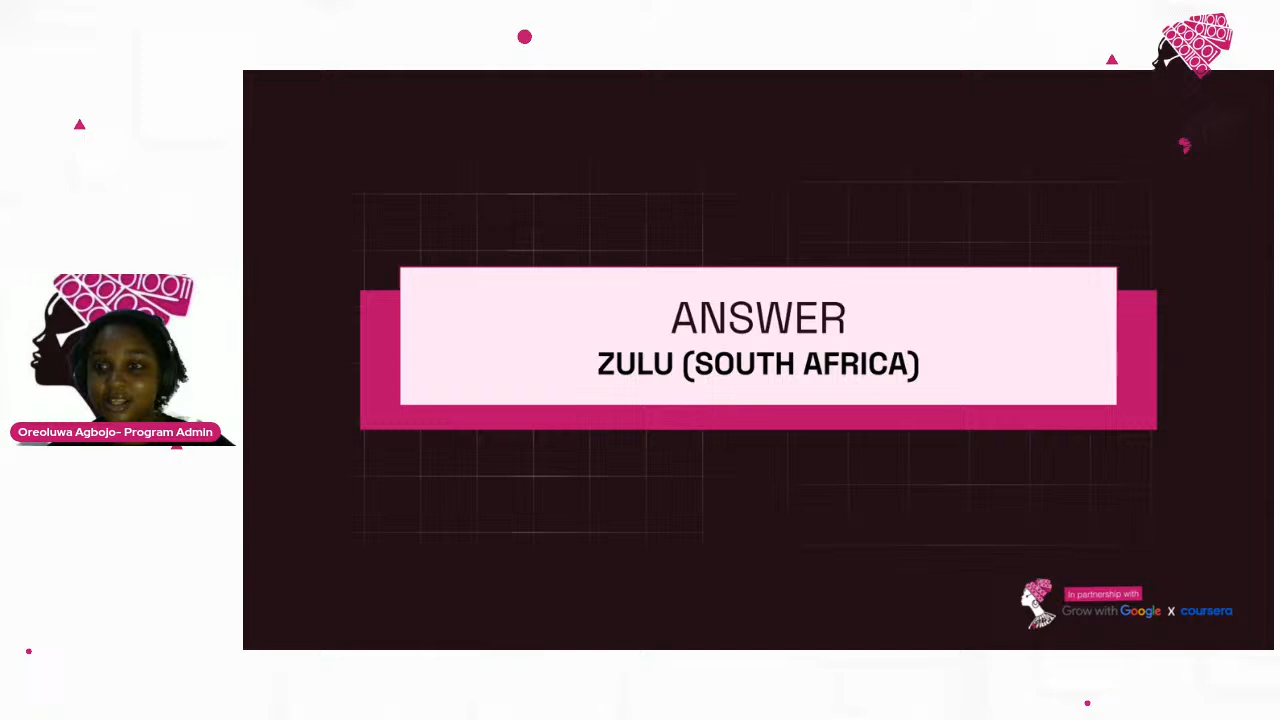 ANSWER
ZULU (SOUTH AFRICA)
Oreoluwa Agbojo- Program Admin
In partnership with
Grow with Google X coursera